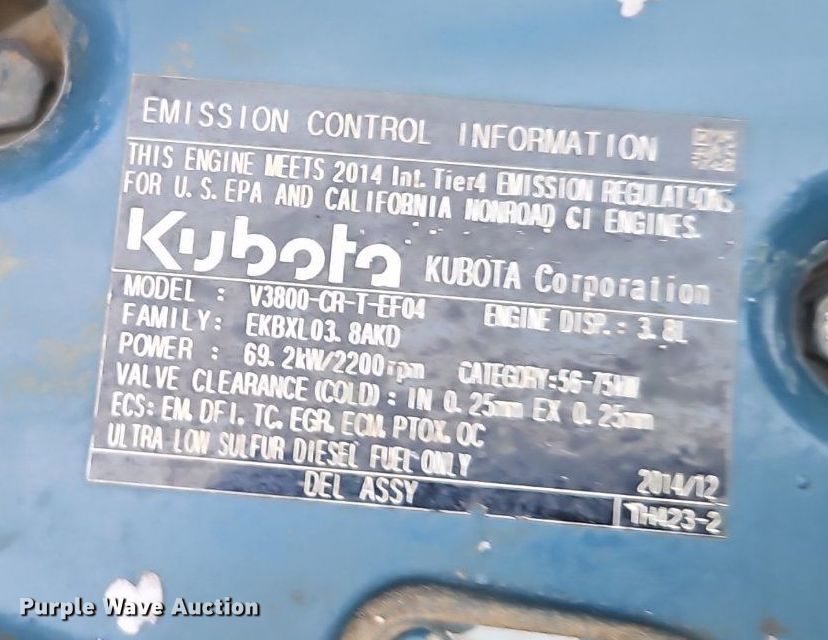 EMISSION CONTROL INFORMATION
THIS ENGINE MEETS 2014 Int. Tier4 EMISSION REGULATIONS
FOR U.S. EPA AND CALIFORNIA NONROAD CI ENGINES.
Kubota KUBOTA Corporation
MODEL : V3800-CR-T-EF04 ENGINE DISP.: 3.8L
FAMILY: EKBXL03.8AKD
POWER : 69.2kW/2200rpm CATEGORY:56-75kW
VALVE CLEARANCE (COLD) : IN 0.25mm EX 0.25mm
ECS: EM, DFI, TC, EGR, ECM, PTOX, OC
ULTRA LOW SULFUR DIESEL FUEL ONLY
2014/12
DEL ASSY TH423-2
Purple Wave Auction